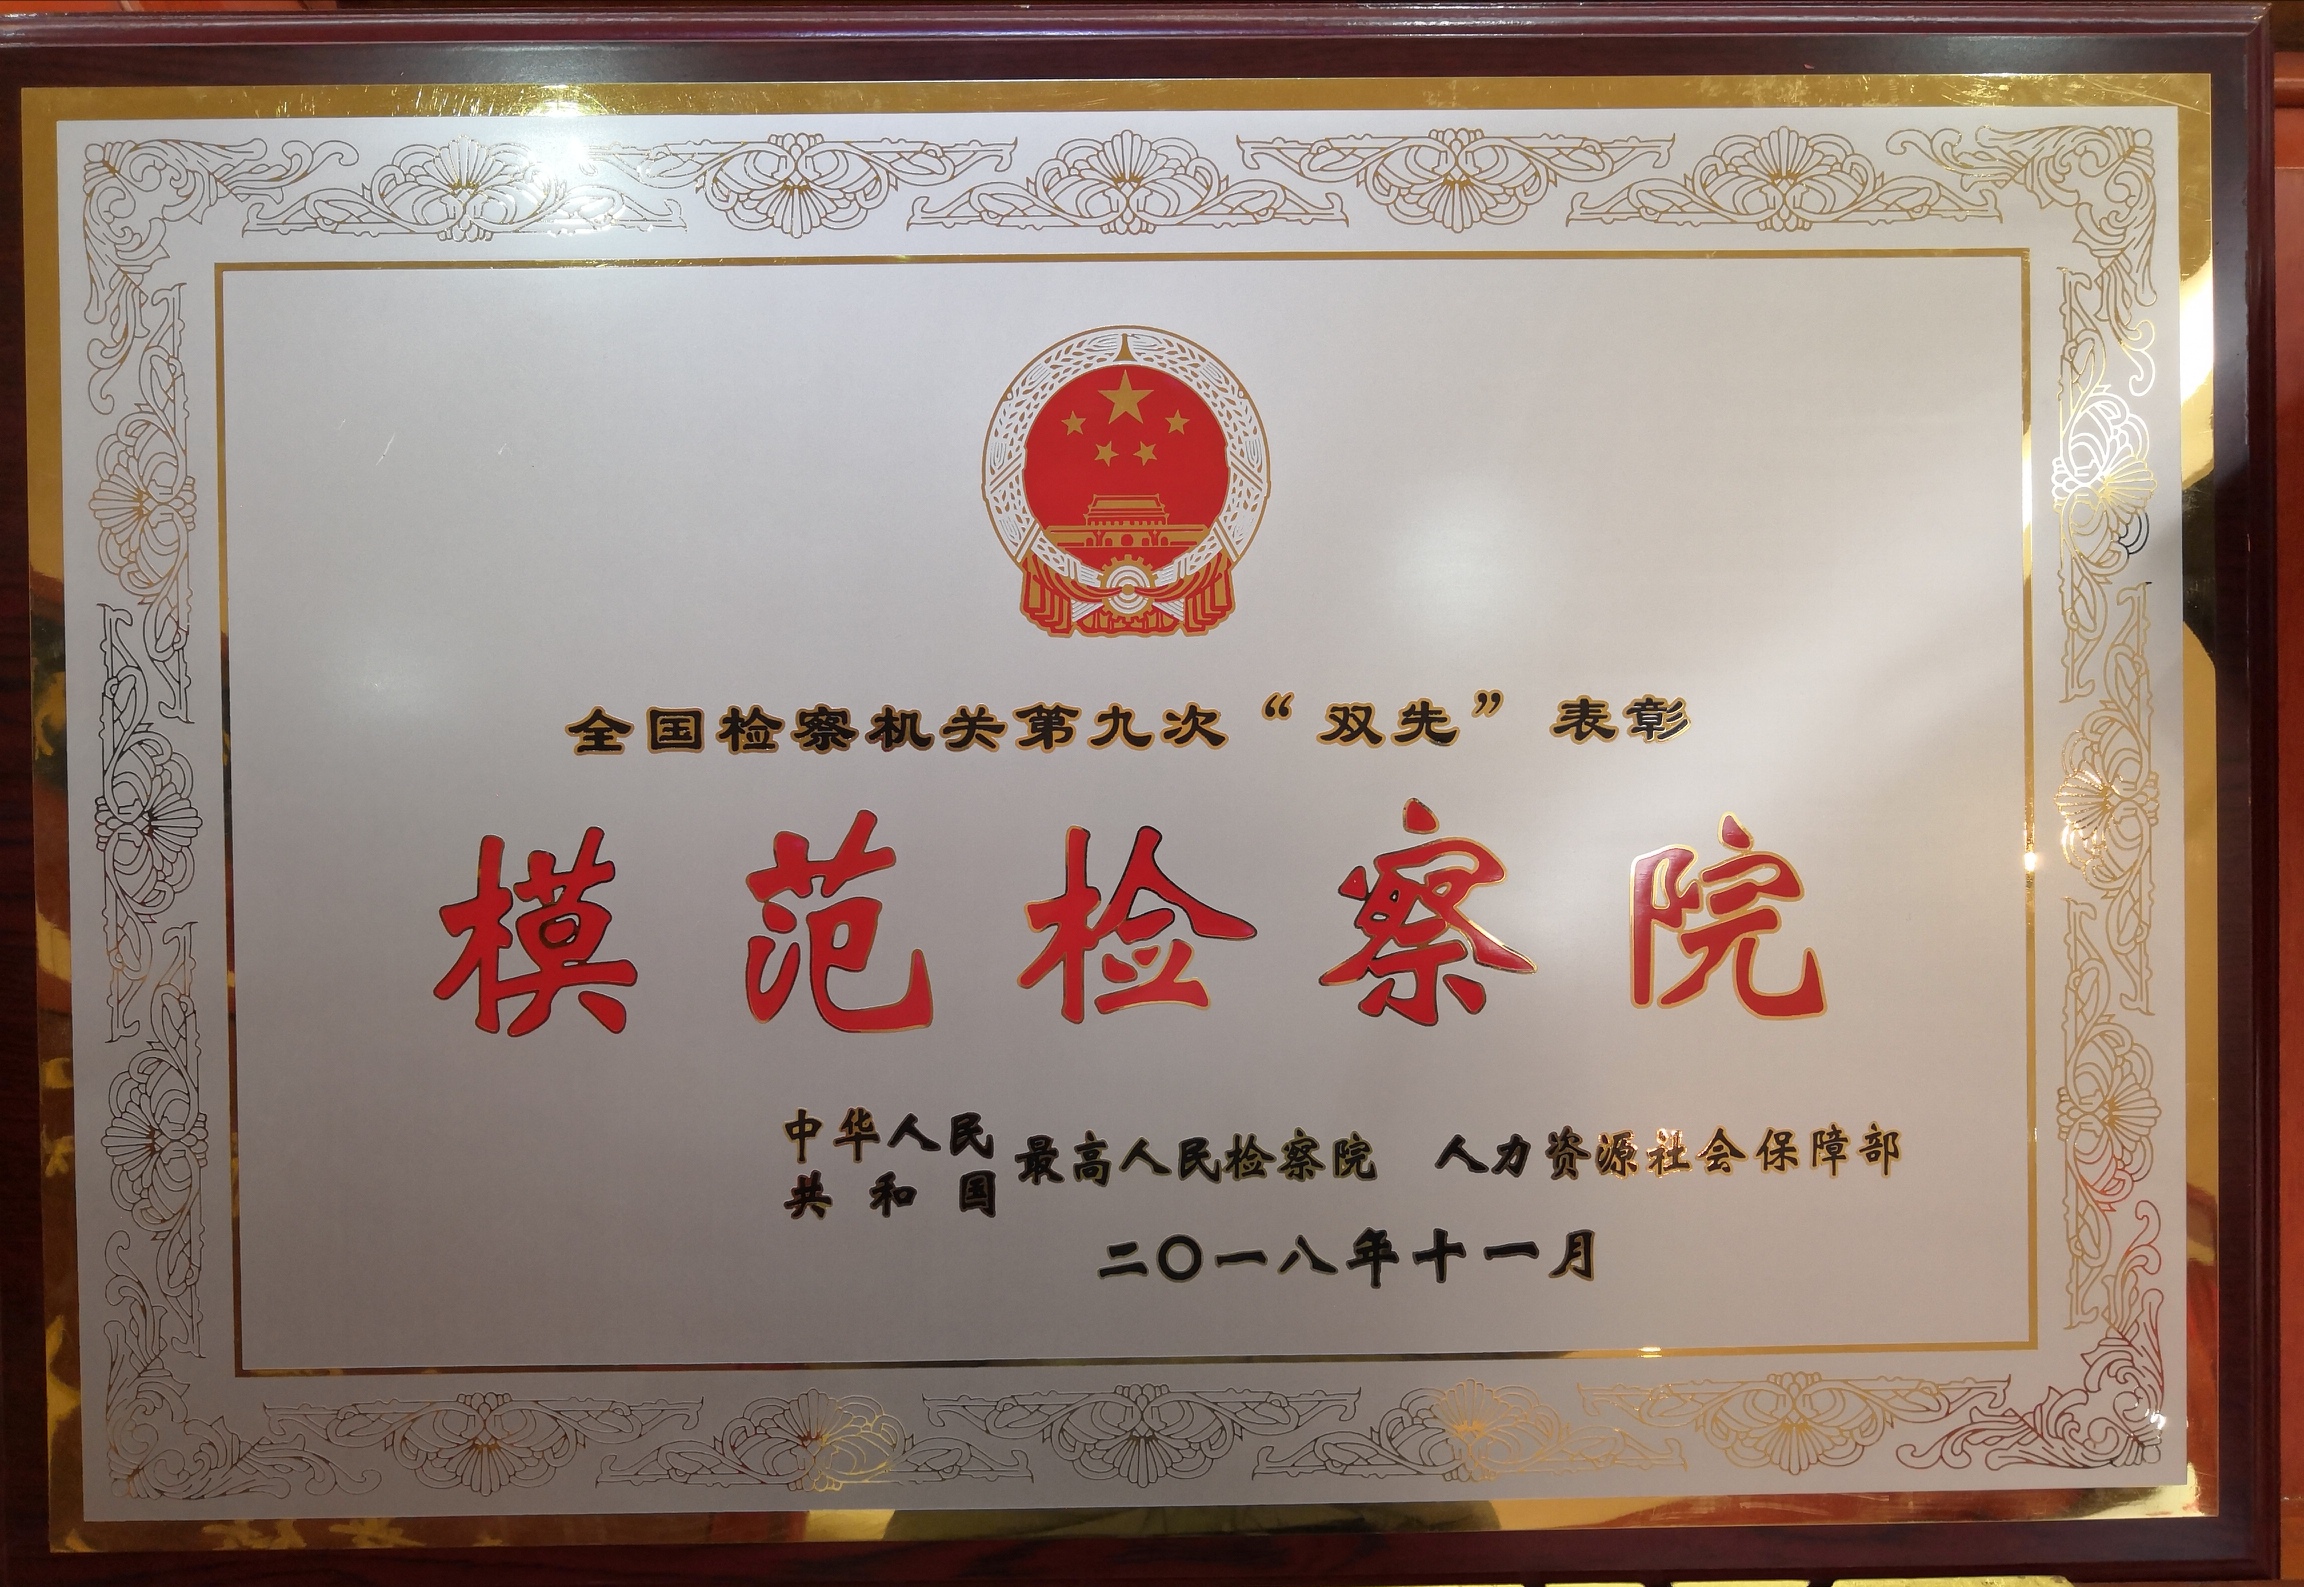 全国检察机关第九次“双先”表彰
模范检察院
中华人民
共和国
最高人民检察院 人力资源社会保障部
二〇一八年十一月